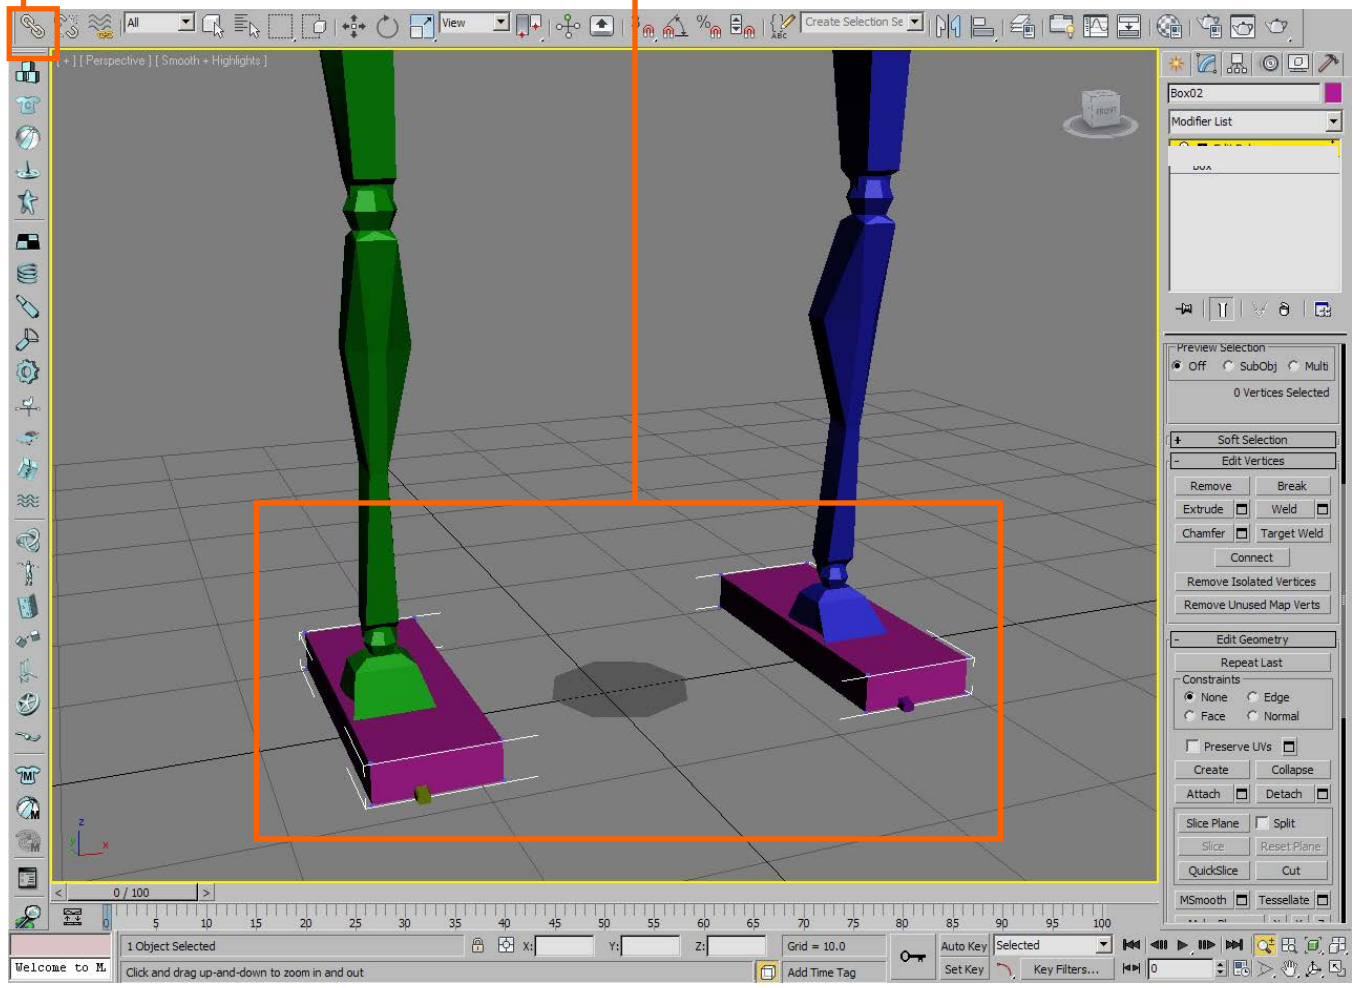 All
View
Create Selection Se
[ + ] [ Perspective ] [ Smooth + Highlights ]
FRONT
Box02
Modifier List
Box
Preview Selection
Off SubObj Multi
0 Vertices Selected
+ Soft Selection
- Edit Vertices
Remove Break
Extrude Weld
Chamfer Target Weld
Connect
Remove Isolated Vertices
Remove Unused Map Verts
- Edit Geometry
Repeat Last
Constraints
None Edge
Face Normal
Preserve UVs
Create Collapse
Attach Detach
Slice Plane Split
Slice Reset Plane
QuickSlice Cut
MSmooth Tessellate
z
y x
< 0 / 100 >
0 5 10 15 20 25 30 35 40 45 50 55 60 65 70 75 80 85 90 95 100
1 Object Selected X: Y: Z: Grid = 10.0 Auto Key Selected
Welcome to M. Click and drag up-and-down to zoom in and out Add Time Tag Set Key Key Filters... 0